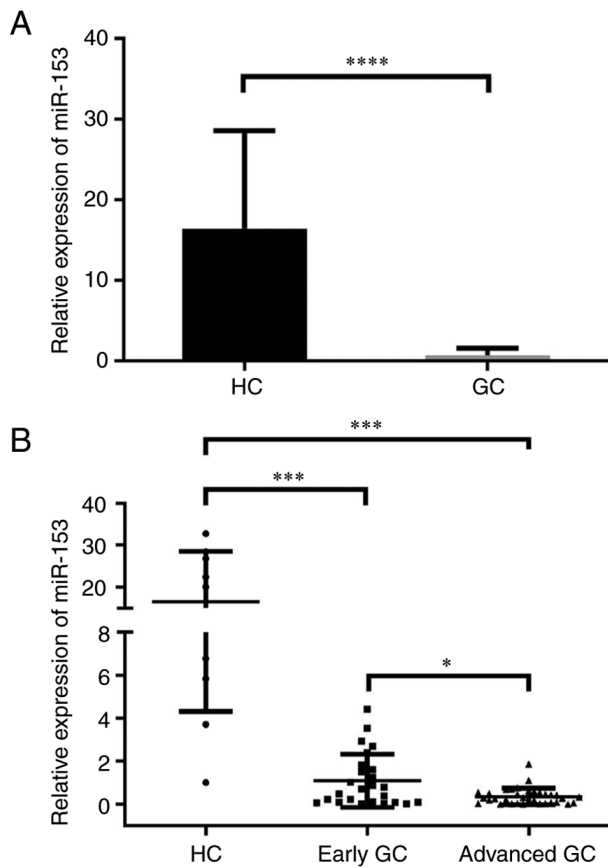 A
Relative expression of miR-153
40
30
20
10
0
****
HC
GC
B
Relative expression of miR-153
40
30
20
8
6
4
2
0
***
***
*
HC
Early GC
Advanced GC